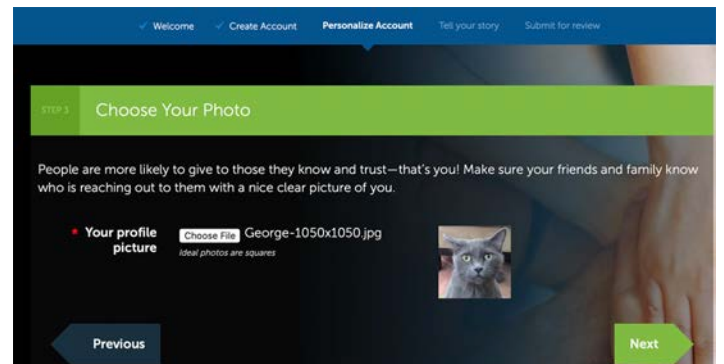 ✓ Welcome ✓ Create Account Personalize Account Tell your story Submit for review
STEP 3 Choose Your Photo
People are more likely to give to those they know and trust—that's you! Make sure your friends and family know
who is reaching out to them with a nice clear picture of you.
Your profile Choose File George-1050x1050.jpg
picture Ideal photos are squares
Previous Next